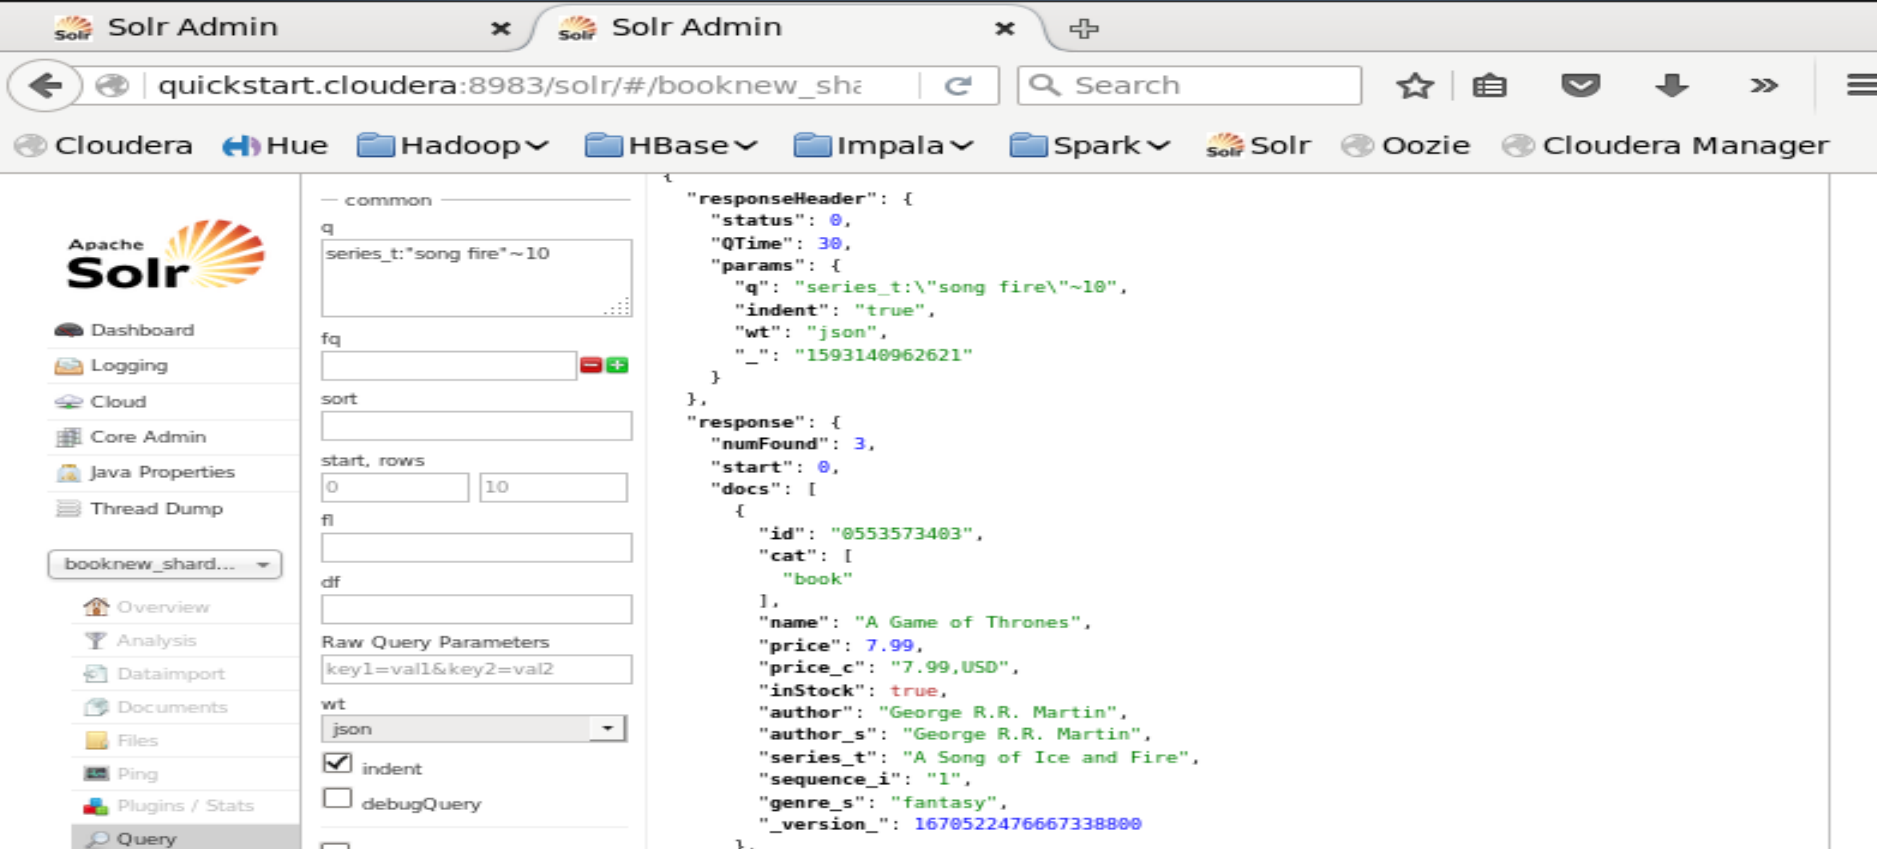 Solr Solr Admin × Solr Solr Admin ×
quickstart.cloudera:8983/solr/#/booknew_sha Search
Cloudera Hue Hadoop HBase Impala Spark Solr Solr Oozie Cloudera Manager
Apache
Solr
Dashboard
Logging
Cloud
Core Admin
Java Properties
Thread Dump
booknew_shard...
Overview
Analysis
Dataimport
Documents
Files
Ping
Plugins / Stats
Query
common
q
series_t:"song fire"~10
fq
sort
start, rows
0 10
fl
df
Raw Query Parameters
key1=val1&key2=val2
wt
json
indent
debugQuery
{
"responseHeader": {
"status": 0,
"QTime": 30,
"params": {
"q": "series_t:\"song fire\"~10",
"indent": "true",
"wt": "json",
"_": "1593140962621"
}
},
"response": {
"numFound": 3,
"start": 0,
"docs": [
{
"id": "0553573403",
"cat": [
"book"
],
"name": "A Game of Thrones",
"price": 7.99,
"price_c": "7.99,USD",
"inStock": true,
"author": "George R.R. Martin",
"author_s": "George R.R. Martin",
"series_t": "A Song of Ice and Fire",
"sequence_i": "1",
"genre_s": "fantasy",
"_version_": 1670522476667338800
},